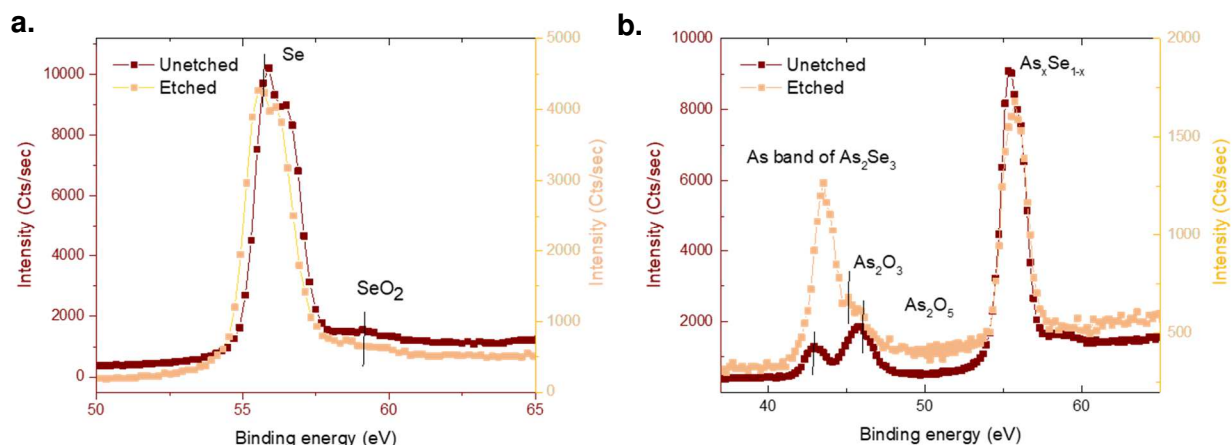 a.
Unetched
Etched
Se
SeO2
Intensity (Cts/sec)
10000
8000
6000
4000
2000
0
Intensity (Cts/sec)
5000
4000
3000
2000
1000
0
50
55
60
65
Binding energy (eV)
b.
Unetched
Etched
AsxSe1-x
As band of As2Se3
As2O3
As2O5
Intensity (Cts/sec)
10000
8000
6000
4000
2000
0
Intensity (Cts/sec)
2000
1500
1000
500
40
50
60
Binding energy (eV)